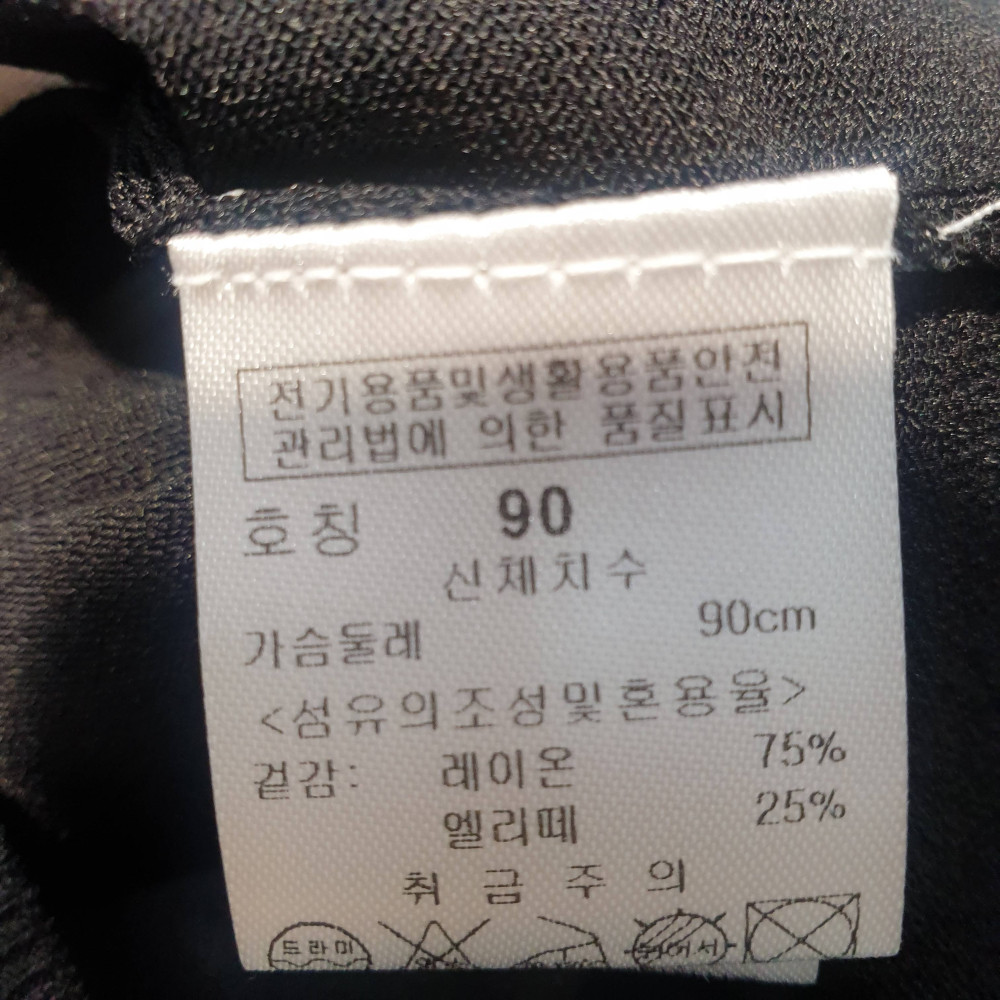 전기용품및생활용품안전
관리법에 의한 품질표시
호칭 90
신체치수
가슴둘레 90cm
<섬유의조성및혼용율>
겉감: 레이온 75%
엘리떼 25%
취급주의
드라이